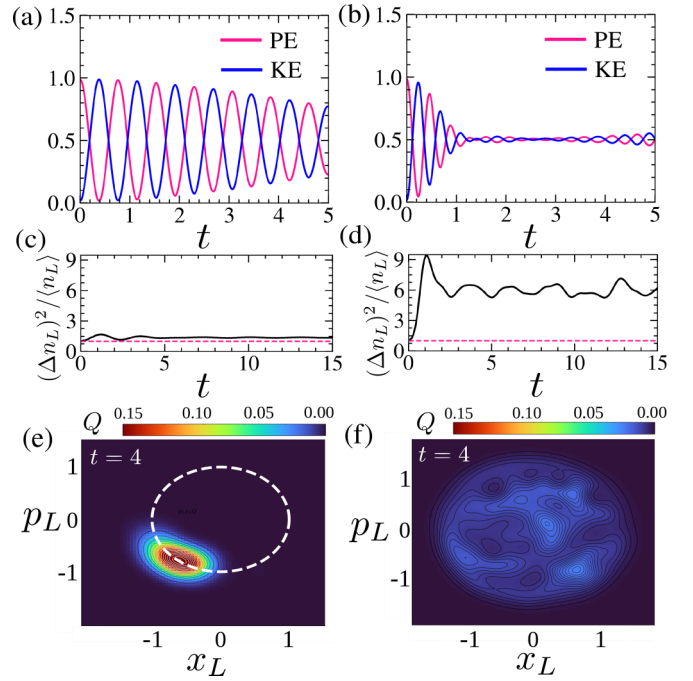 (a)
1.5
1.0
0.5
0.0
PE
KE
0 1 2 3 4 5
t
(b)
1.5
1.0
0.5
0.0
PE
KE
0 1 2 3 4 5
t
(c)
(Δn_L)²/⟨n_L⟩
9
6
3
0
0 5 10 15
t
(d)
(Δn_L)²/⟨n_L⟩
9
6
3
0
0 5 10 15
t
(e)
Q 0.15 0.10 0.05 0.00
t = 4
1
p_L 0
-1
-1 0 1
x_L
(f)
Q 0.15 0.10 0.05 0.00
t = 4
1
p_L 0
-1
-1 0 1
x_L